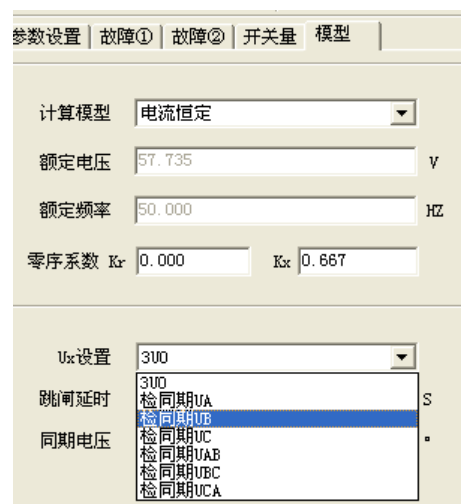 参数设置 故障① 故障② 开关量 模型
计算模型 电流恒定
额定电压 57.735 V
额定频率 50.000 HZ
零序系数 Kr 0.000 Kx 0.667
Ux设置 3U0
3U0
跳闸延时 检同期UA S
检同期UB
同期电压 检同期UC °
检同期UAB
检同期UBC
检同期UCA